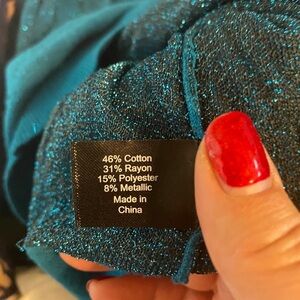 46% Cotton
31% Rayon
15% Polyester
8% Metallic
Made in
China